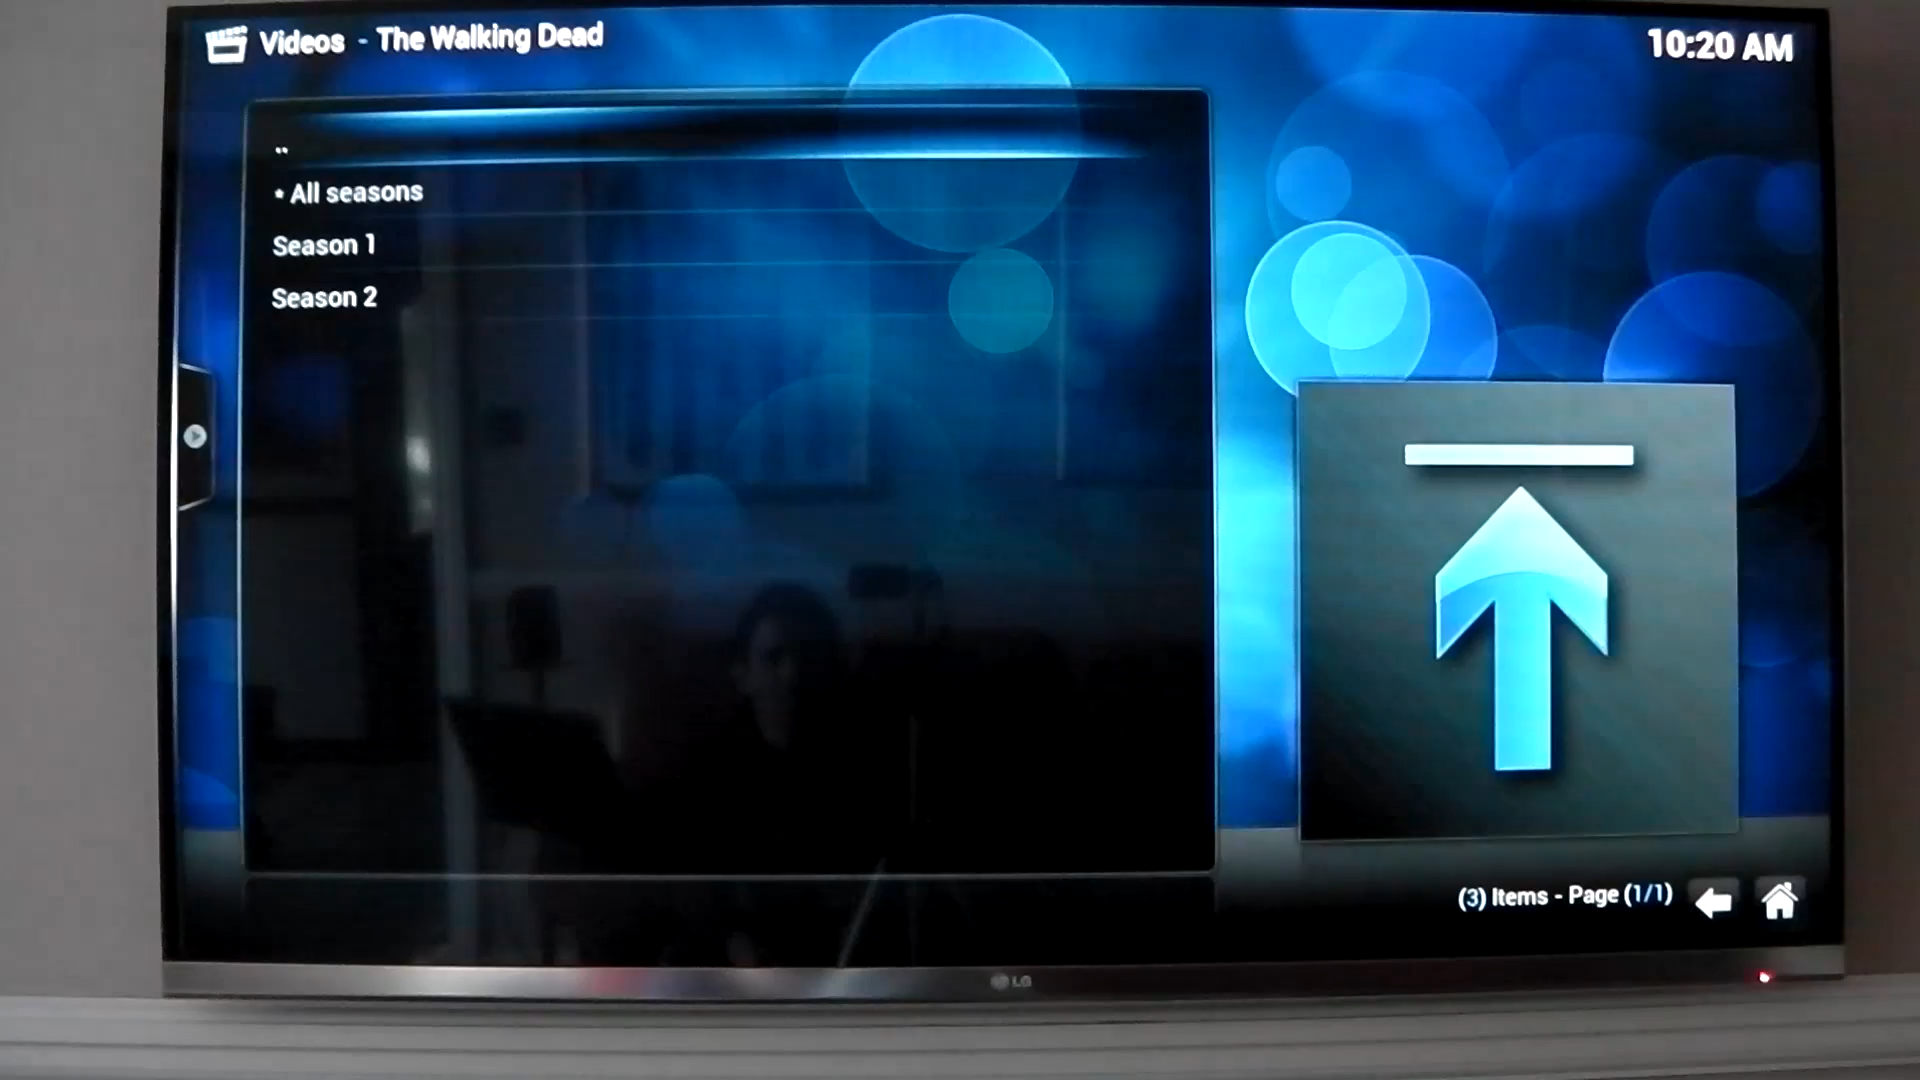 Videos - The Walking Dead
10:20 AM
..
* All seasons
Season 1
Season 2
(3) Items - Page (1/1)
LG